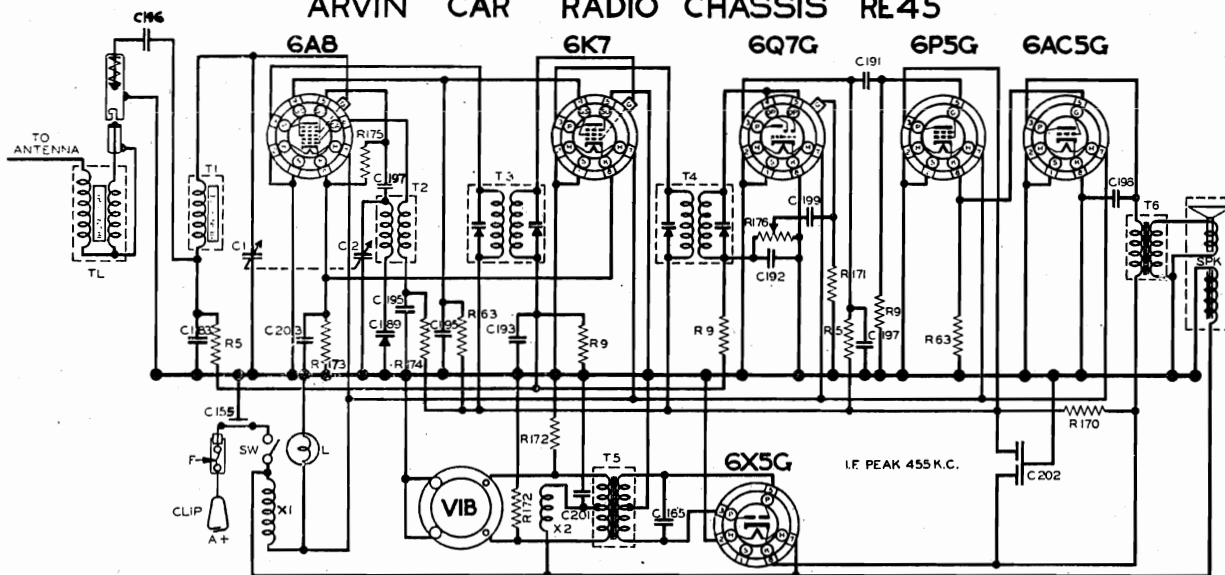 ARVIN CAR RADIO CHASSIS RE45
C146
6A8
6K7
6Q7G
6P5G
6AC5G
C191
TO
ANTENNA
R175
C197
T1
T2
T3
T4
C199
C198
T6
R176
C1
C2
C192
R171
SPK
TL
C183
R5
C203
R173
C195
C189
R174
C195
R63
C193
R9
R9
R5
C197
R9
R63
C155
SW
L
F
R172
R170
T5
6X5G
I.F. PEAK 455 K.C.
C202
CLIP
A+
X1
VIB
R172
X2
C201
C165